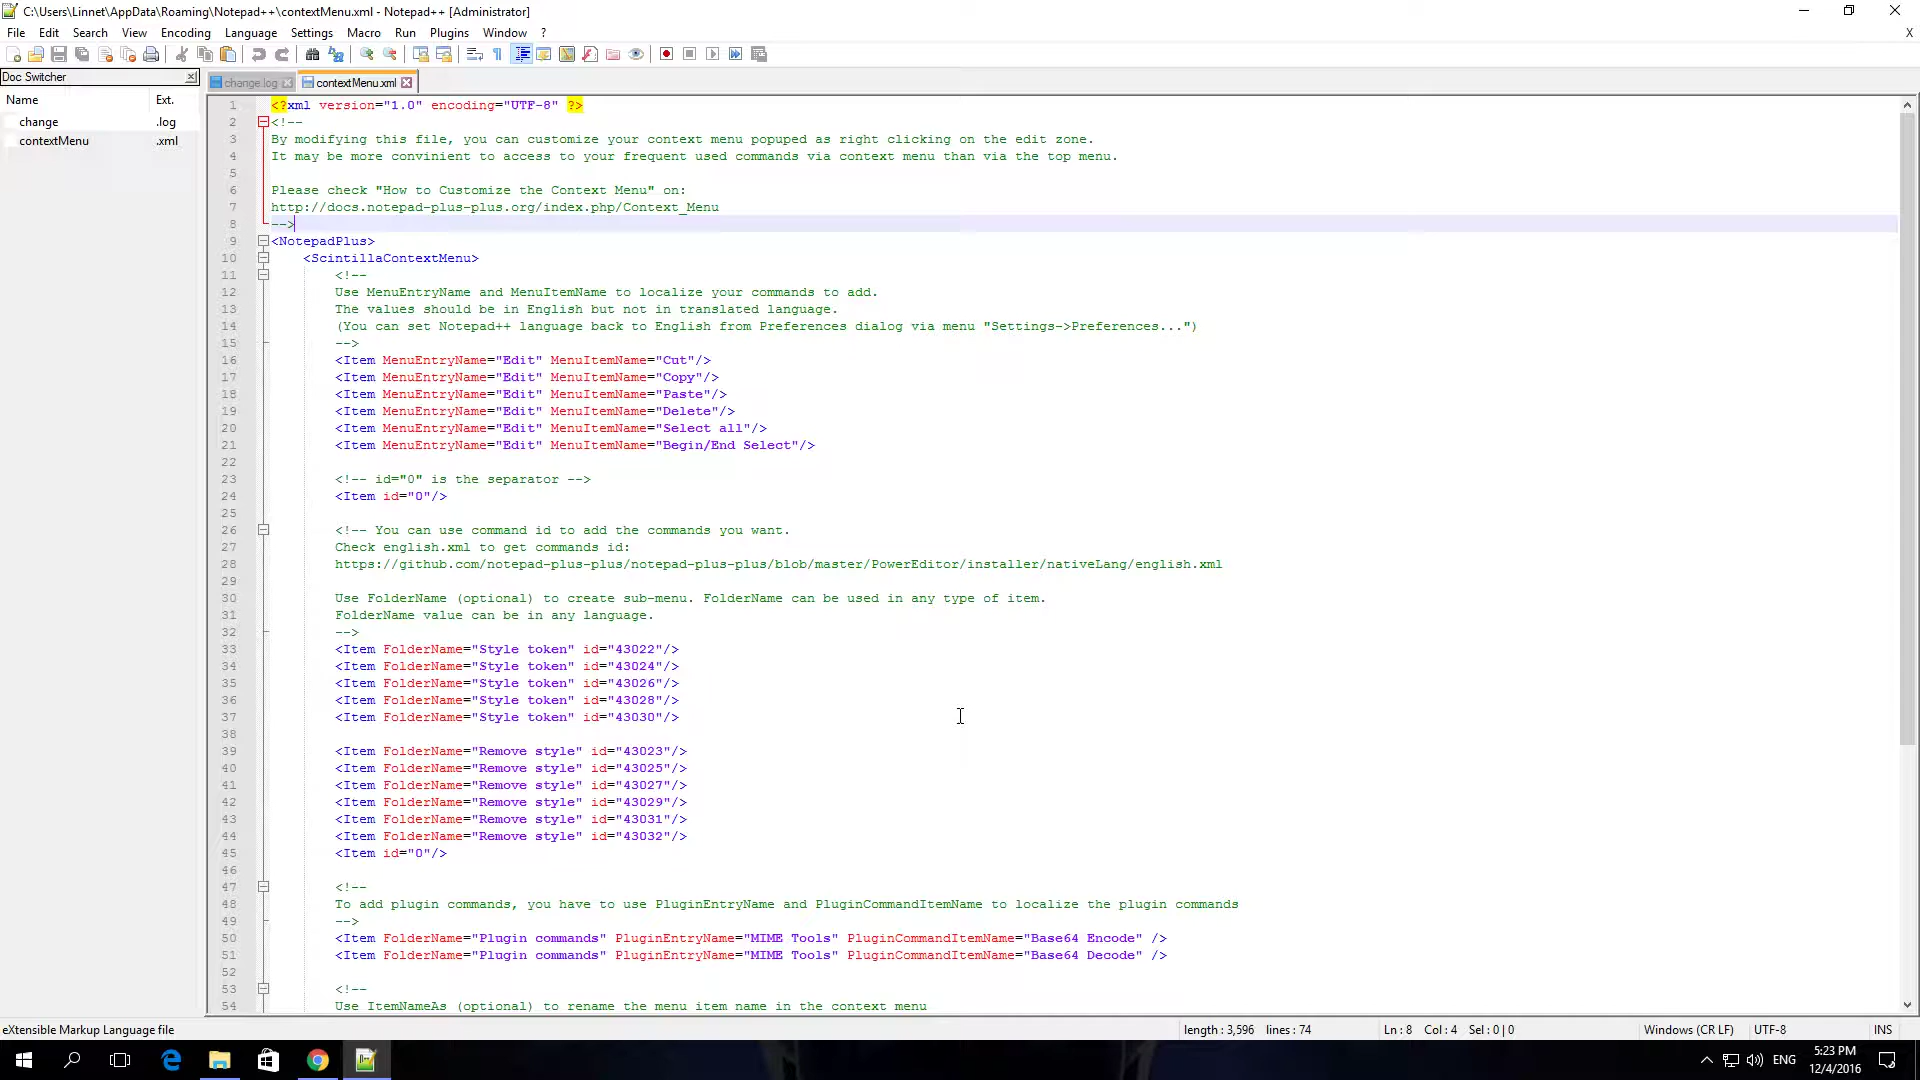 C:\Users\Linnet\AppData\Roaming\Notepad++\contextMenu.xml - Notepad++ [Administrator]
File Edit Search View Encoding Language Settings Macro Run Plugins Window ? X
Doc Switcher
Name Ext.
change .log
contextMenu .xml
change.log contextMenu.xml
1 <?xml version="1.0" encoding="UTF-8" ?>
2 <!--
3 By modifying this file, you can customize your context menu popuped as right clicking on the edit zone.
4 It may be more convinient to access to your frequent used commands via context menu than via the top menu.
5
6 Please check "How to Customize the Context Menu" on:
7 http://docs.notepad-plus-plus.org/index.php/Context_Menu
8 -->
9 <NotepadPlus>
10 <ScintillaContextMenu>
11 <!--
12 Use MenuEntryName and MenuItemName to localize your commands to add.
13 The values should be in English but not in translated language.
14 (You can set Notepad++ language back to English from Preferences dialog via menu "Settings->Preferences...")
15 -->
16 <Item MenuEntryName="Edit" MenuItemName="Cut"/>
17 <Item MenuEntryName="Edit" MenuItemName="Copy"/>
18 <Item MenuEntryName="Edit" MenuItemName="Paste"/>
19 <Item MenuEntryName="Edit" MenuItemName="Delete"/>
20 <Item MenuEntryName="Edit" MenuItemName="Select all"/>
21 <Item MenuEntryName="Edit" MenuItemName="Begin/End Select"/>
22
23 <!-- id="0" is the separator -->
24 <Item id="0"/>
25
26 <!-- You can use command id to add the commands you want.
27 Check english.xml to get commands id:
28 https://github.com/notepad-plus-plus/notepad-plus-plus/blob/master/PowerEditor/installer/nativeLang/english.xml
29
30 Use FolderName (optional) to create sub-menu. FolderName can be used in any type of item.
31 FolderName value can be in any language.
32 -->
33 <Item FolderName="Style token" id="43022"/>
34 <Item FolderName="Style token" id="43024"/>
35 <Item FolderName="Style token" id="43026"/>
36 <Item FolderName="Style token" id="43028"/>
37 <Item FolderName="Style token" id="43030"/>
38
39 <Item FolderName="Remove style" id="43023"/>
40 <Item FolderName="Remove style" id="43025"/>
41 <Item FolderName="Remove style" id="43027"/>
42 <Item FolderName="Remove style" id="43029"/>
43 <Item FolderName="Remove style" id="43031"/>
44 <Item FolderName="Remove style" id="43032"/>
45 <Item id="0"/>
46
47 <!--
48 To add plugin commands, you have to use PluginEntryName and PluginCommandItemName to localize the plugin commands
49 -->
50 <Item FolderName="Plugin commands" PluginEntryName="MIME Tools" PluginCommandItemName="Base64 Encode" />
51 <Item FolderName="Plugin commands" PluginEntryName="MIME Tools" PluginCommandItemName="Base64 Decode" />
52
53 <!--
54 Use ItemNameAs (optional) to rename the menu item name in the context menu
eXtensible Markup Language file length : 3,596 lines : 74 Ln : 8 Col : 4 Sel : 0 | 0 Windows (CR LF) UTF-8 INS
ENG 5:23 PM
12/4/2016